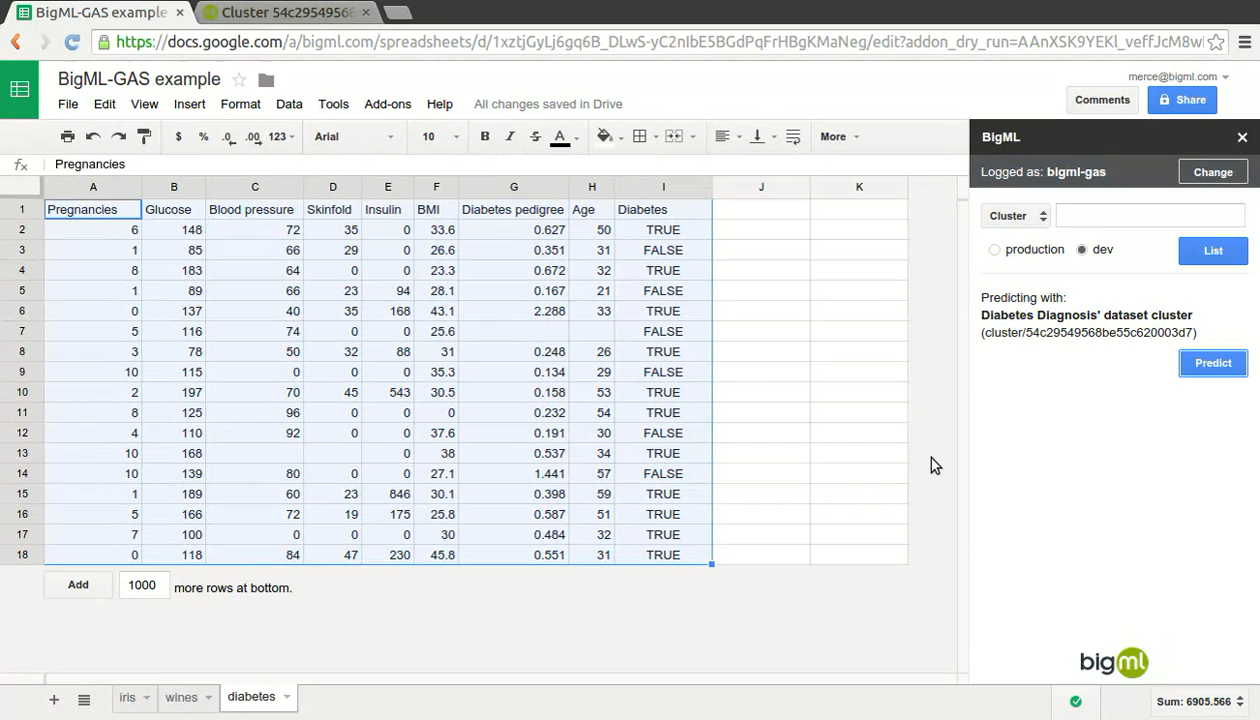 BigML-GAS example × Cluster 54c29549568 ×
https://docs.google.com/a/bigml.com/spreadsheets/d/1xztjGyLj6gq6B_DLwS-yC2nIbE5BGdPqFrHBgKMaNeg/edit?addon_dry_run=AAnXSK9YEKl_veffJcM8w
BigML-GAS example
merce@bigml.com
File Edit View Insert Format Data Tools Add-ons Help All changes saved in Drive
Comments Share
$ % .0 .00 123 Arial 10 B I S A More
BigML ×
fx Pregnancies
Logged as: bigml-gas Change
A B C D E F G H I J K
1 Pregnancies Glucose Blood pressure Skinfold Insulin BMI Diabetes pedigree Age Diabetes
2 6 148 72 35 0 33.6 0.627 50 TRUE
3 1 85 66 29 0 26.6 0.351 31 FALSE
4 8 183 64 0 0 23.3 0.672 32 TRUE
5 1 89 66 23 94 28.1 0.167 21 FALSE
6 0 137 40 35 168 43.1 2.288 33 TRUE
7 5 116 74 0 0 25.6 FALSE
8 3 78 50 32 88 31 0.248 26 TRUE
9 10 115 0 0 0 35.3 0.134 29 FALSE
10 2 197 70 45 543 30.5 0.158 53 TRUE
11 8 125 96 0 0 0 0.232 54 TRUE
12 4 110 92 0 0 37.6 0.191 30 FALSE
13 10 168 0 38 0.537 34 TRUE
14 10 139 80 0 0 27.1 1.441 57 FALSE
15 1 189 60 23 846 30.1 0.398 59 TRUE
16 5 166 72 19 175 25.8 0.587 51 TRUE
17 7 100 0 0 0 30 0.484 32 TRUE
18 0 118 84 47 230 45.8 0.551 31 TRUE
Add 1000 more rows at bottom.
Cluster
production dev List
Predicting with:
Diabetes Diagnosis' dataset cluster
(cluster/54c29549568be55c620003d7)
Predict
bigml
+ iris wines diabetes
Sum: 6905.566